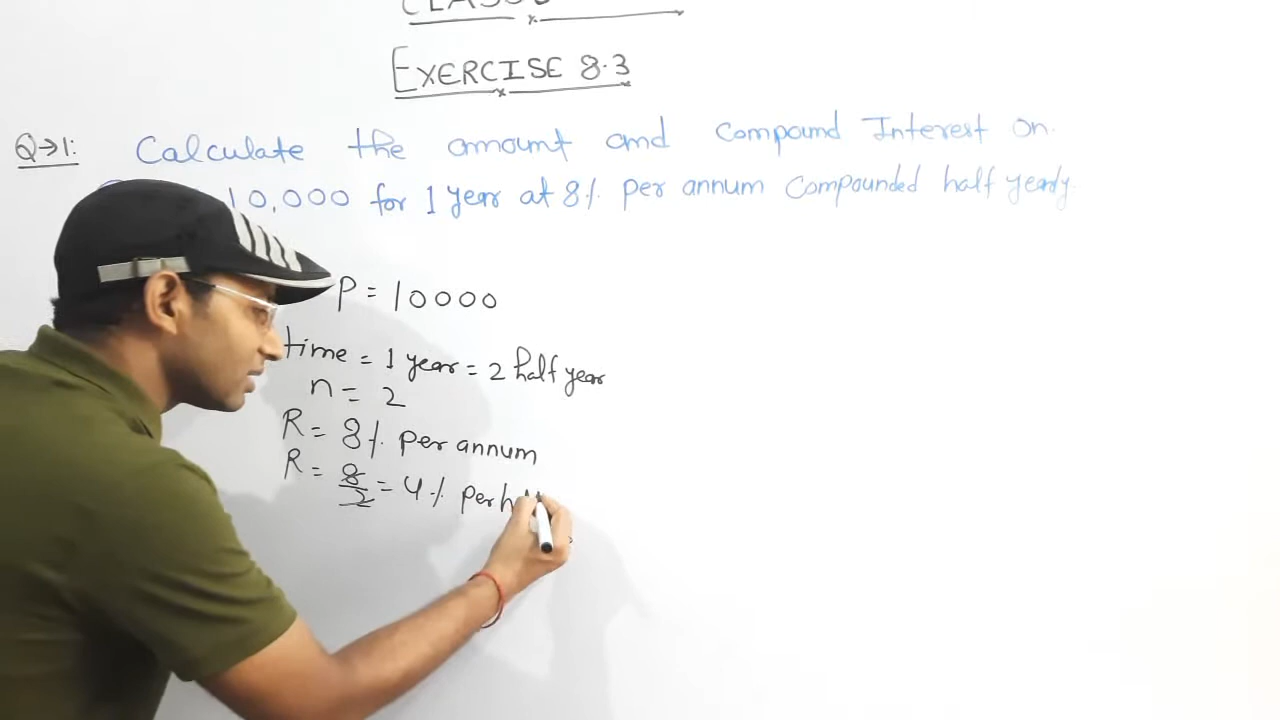 EXERCISE 8.3
Q→1: Calculate the amount and Compound Interest on
10,000 for 1 year at 8% per annum Compounded half yearly.
P = 10000
time = 1 year = 2 half year
n = 2
R = 8% per annum
R = 8/2 = 4% per h